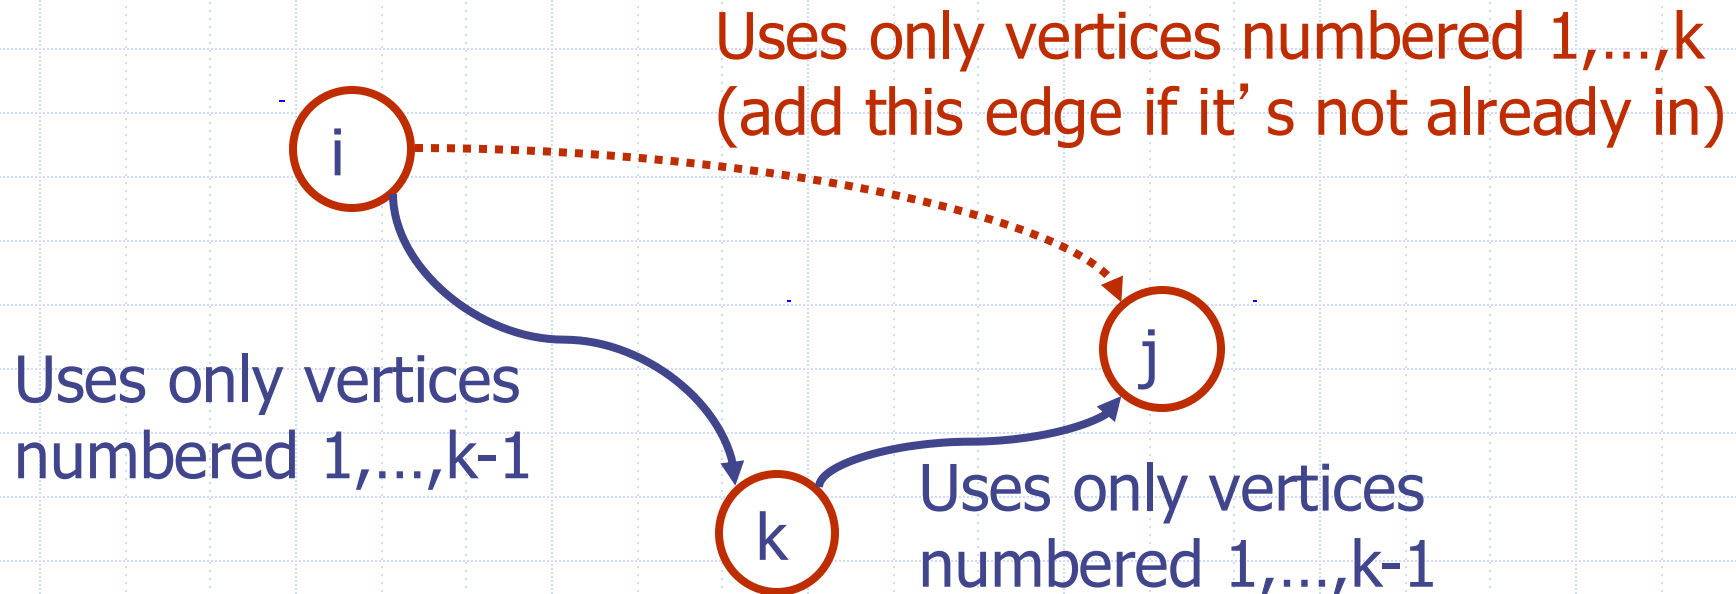 Uses only vertices numbered 1,…,k
(add this edge if it’s not already in)
i
j
Uses only vertices
numbered 1,…,k-1
k
Uses only vertices
numbered 1,…,k-1